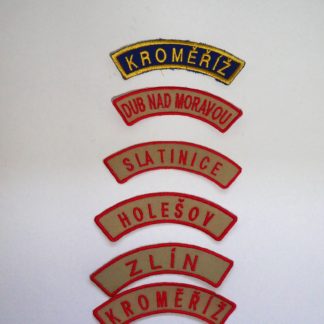 KROMĚŘÍŽ
DUB NAD MORAVOU
SLATINICE
HOLEŠOV
ZLÍN
KROMĚŘÍŽ